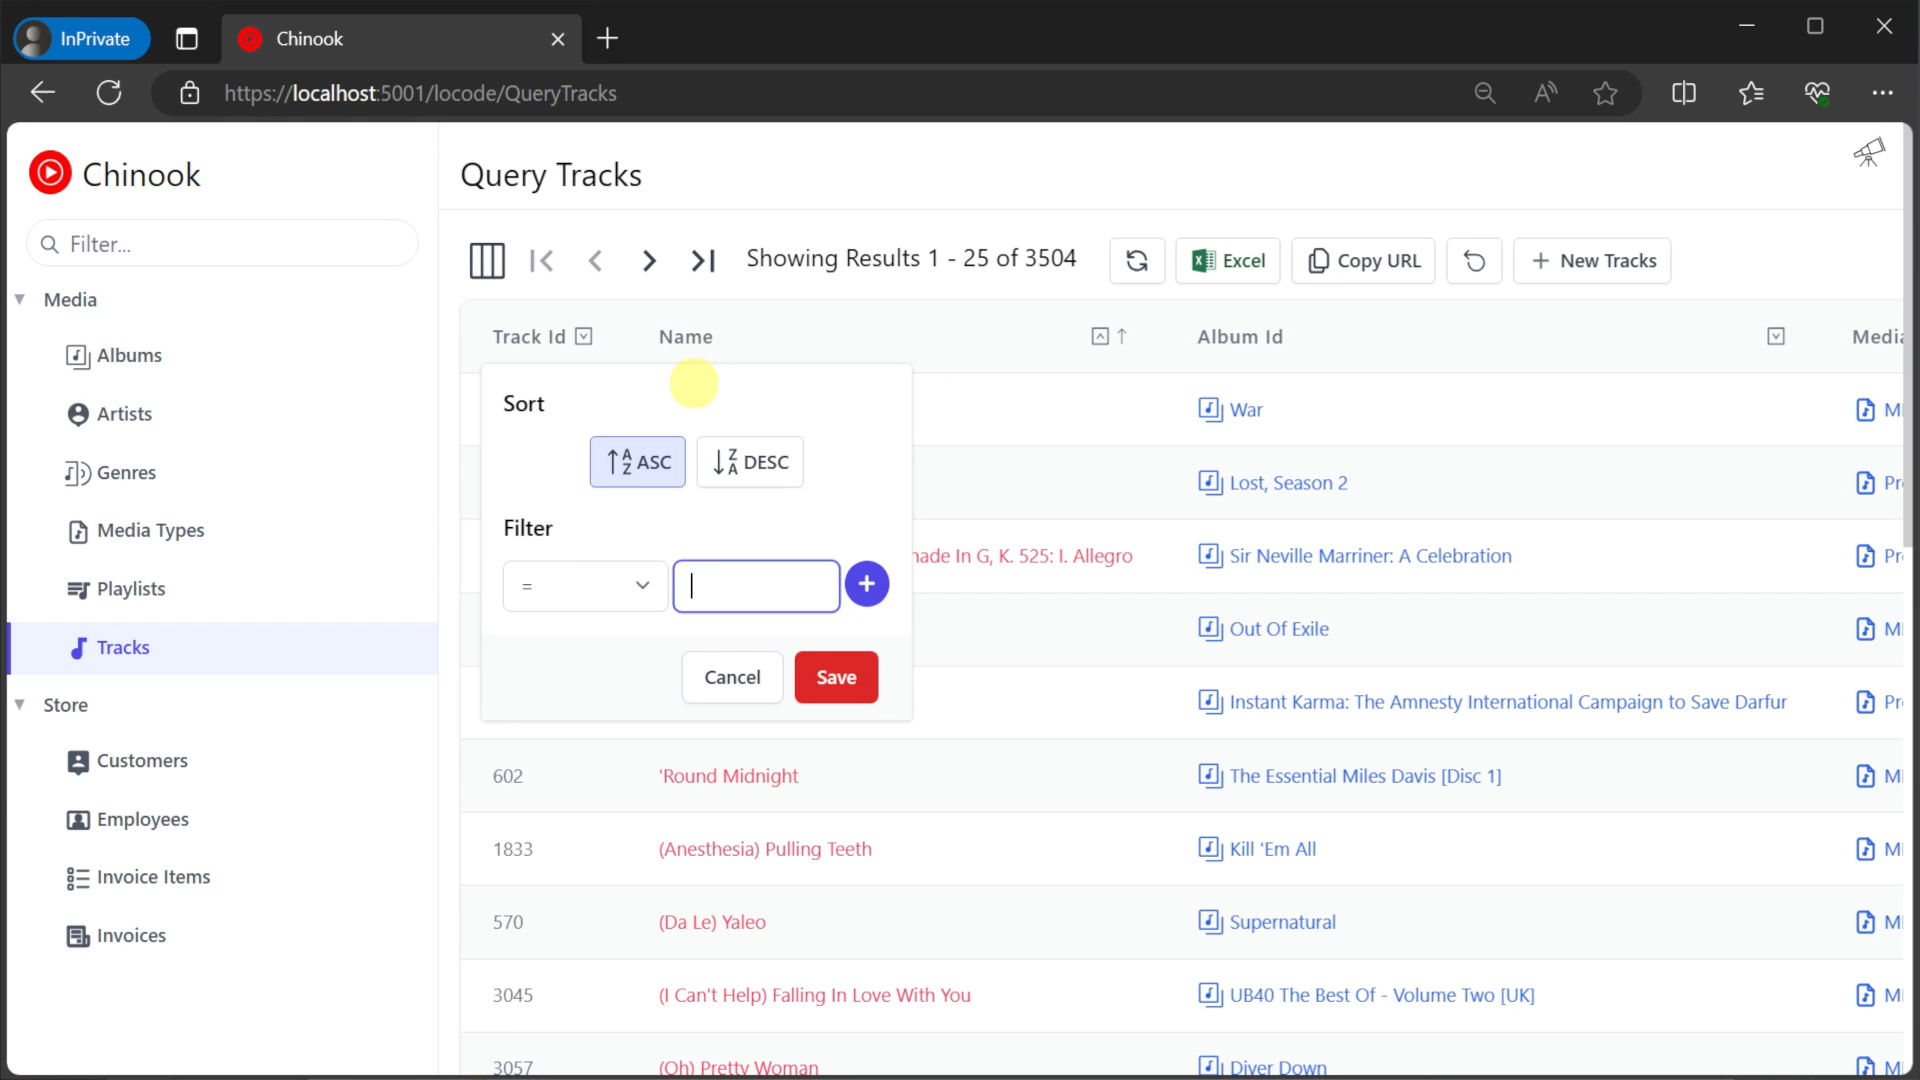 InPrivate
Chinook
https://localhost:5001/locode/QueryTracks
Chinook
Filter...
Media
Albums
Artists
Genres
Media Types
Playlists
Tracks
Store
Customers
Employees
Invoice Items
Invoices
Query Tracks
Showing Results 1 - 25 of 3504
Excel
Copy URL
New Tracks
Track Id
Name
Album Id
Sort
ASC
DESC
Filter
=
Cancel
Save
War
Lost, Season 2
In G, K. 525: I. Allegro
Sir Neville Marriner: A Celebration
Out Of Exile
Instant Karma: The Amnesty International Campaign to Save Darfur
602 'Round Midnight The Essential Miles Davis [Disc 1]
1833 (Anesthesia) Pulling Teeth Kill 'Em All
570 (Da Le) Yaleo Supernatural
3045 (I Can't Help) Falling In Love With You UB40 The Best Of - Volume Two [UK]
3057 (Oh) Pretty Woman Diver Down